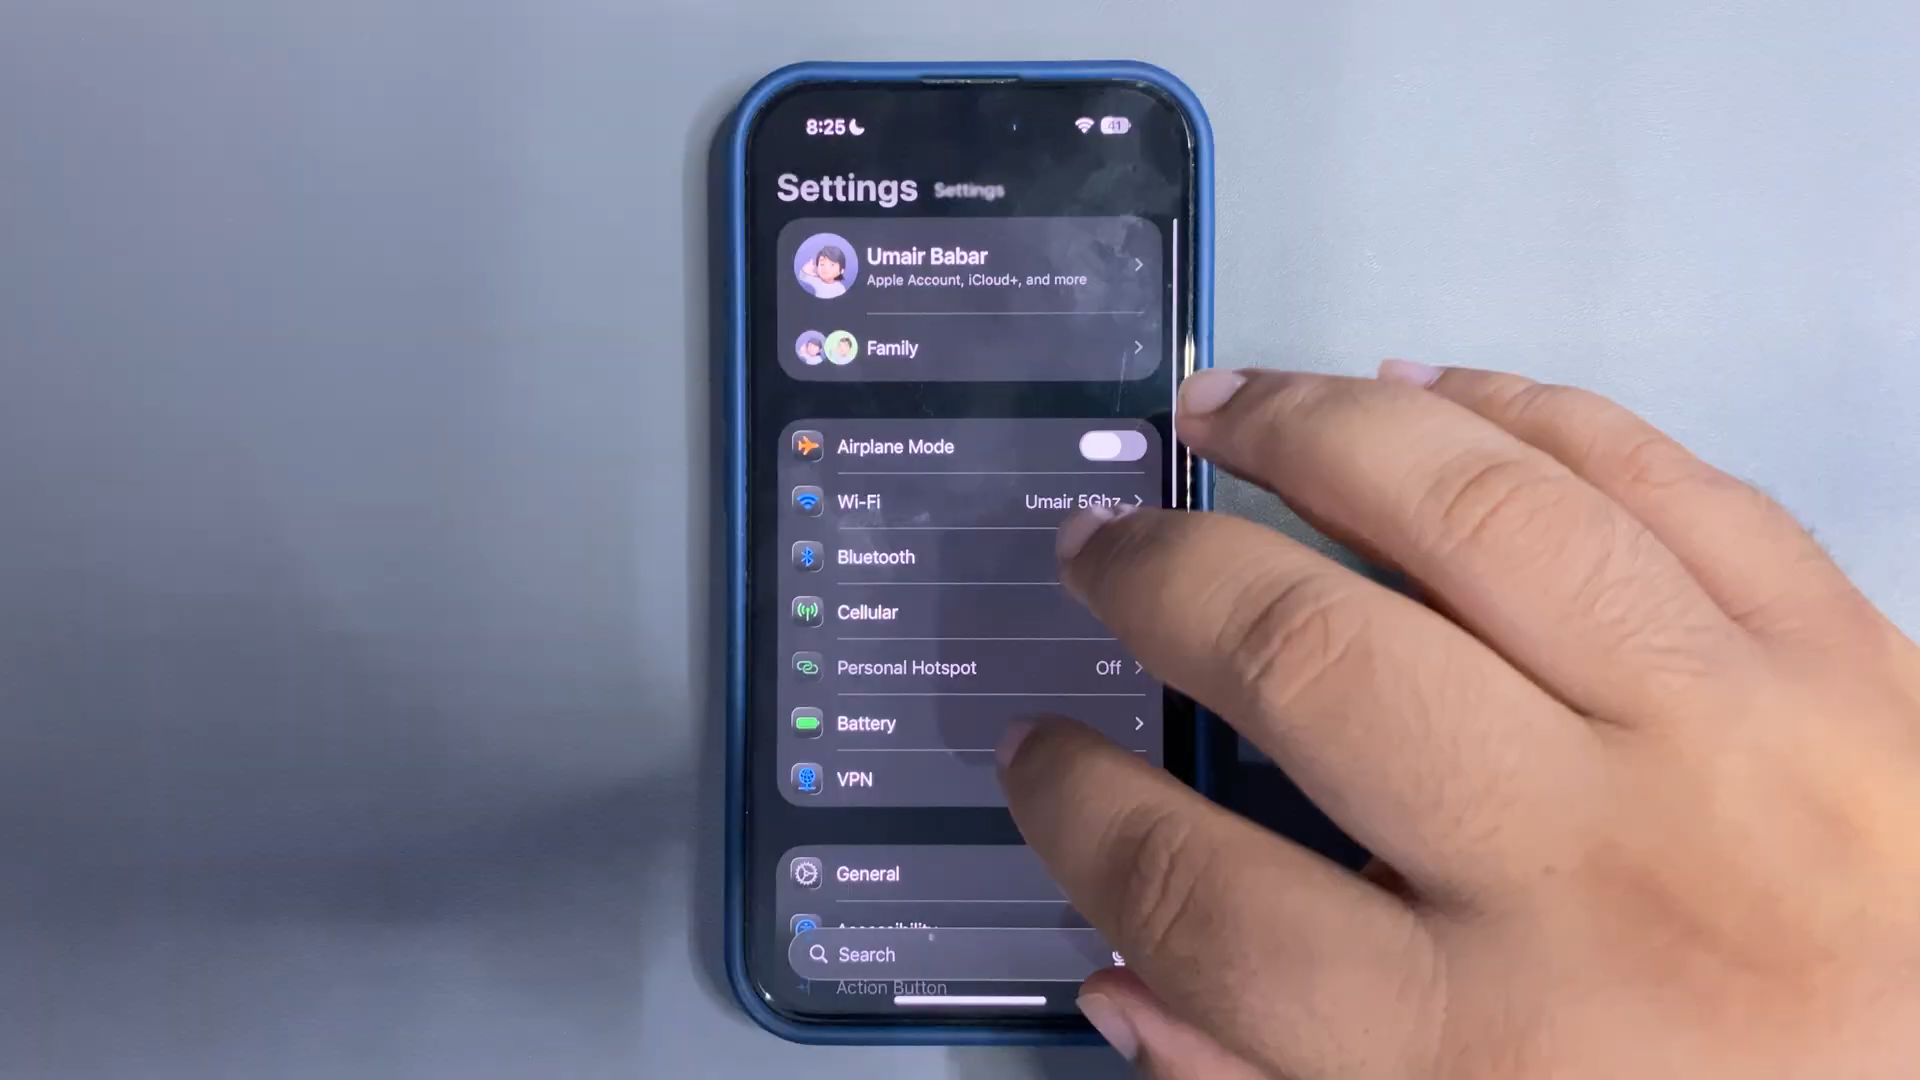 8:25
41
Settings Settings
Umair Babar
Apple Account, iCloud+, and more
Family
Airplane Mode
Wi-Fi Umair 5Ghz
Bluetooth
Cellular
Personal Hotspot Off
Battery
VPN
General
Accessibility
Search
Action Button